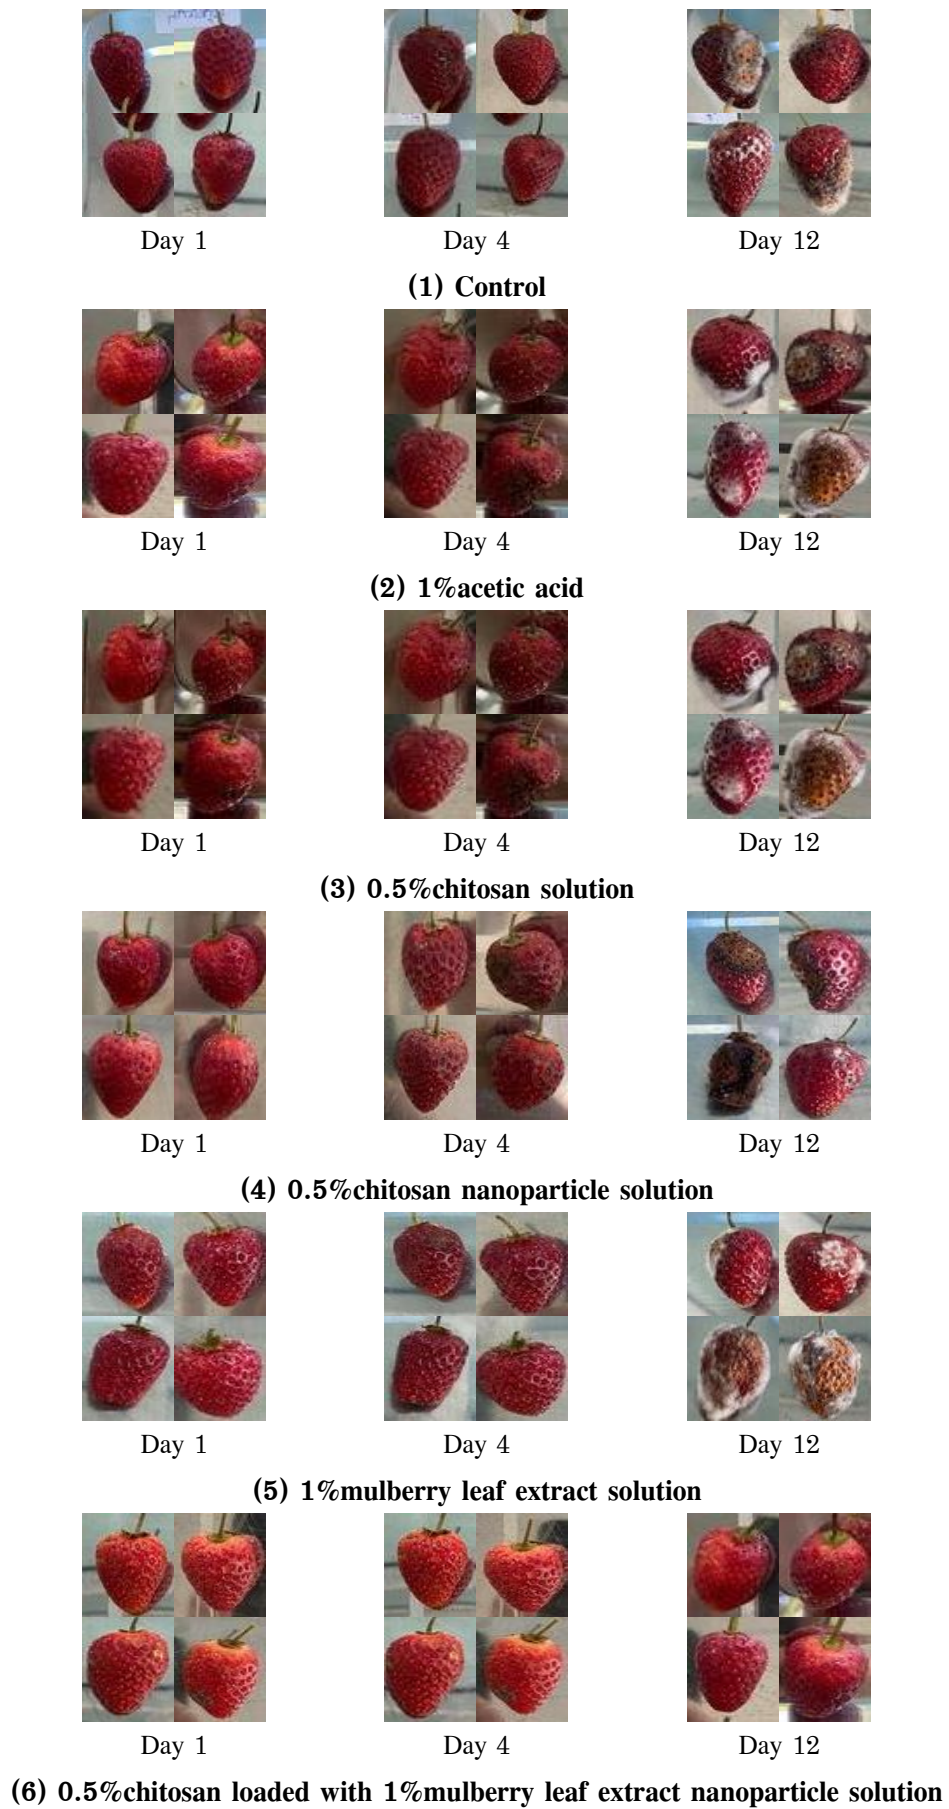 Day 1 Day 4 Day 12
(1) Control
Day 1 Day 4 Day 12
(2) 1%acetic acid
Day 1 Day 4 Day 12
(3) 0.5%chitosan solution
Day 1 Day 4 Day 12
(4) 0.5%chitosan nanoparticle solution
Day 1 Day 4 Day 12
(5) 1%mulberry leaf extract solution
Day 1 Day 4 Day 12
(6) 0.5%chitosan loaded with 1%mulberry leaf extract nanoparticle solution